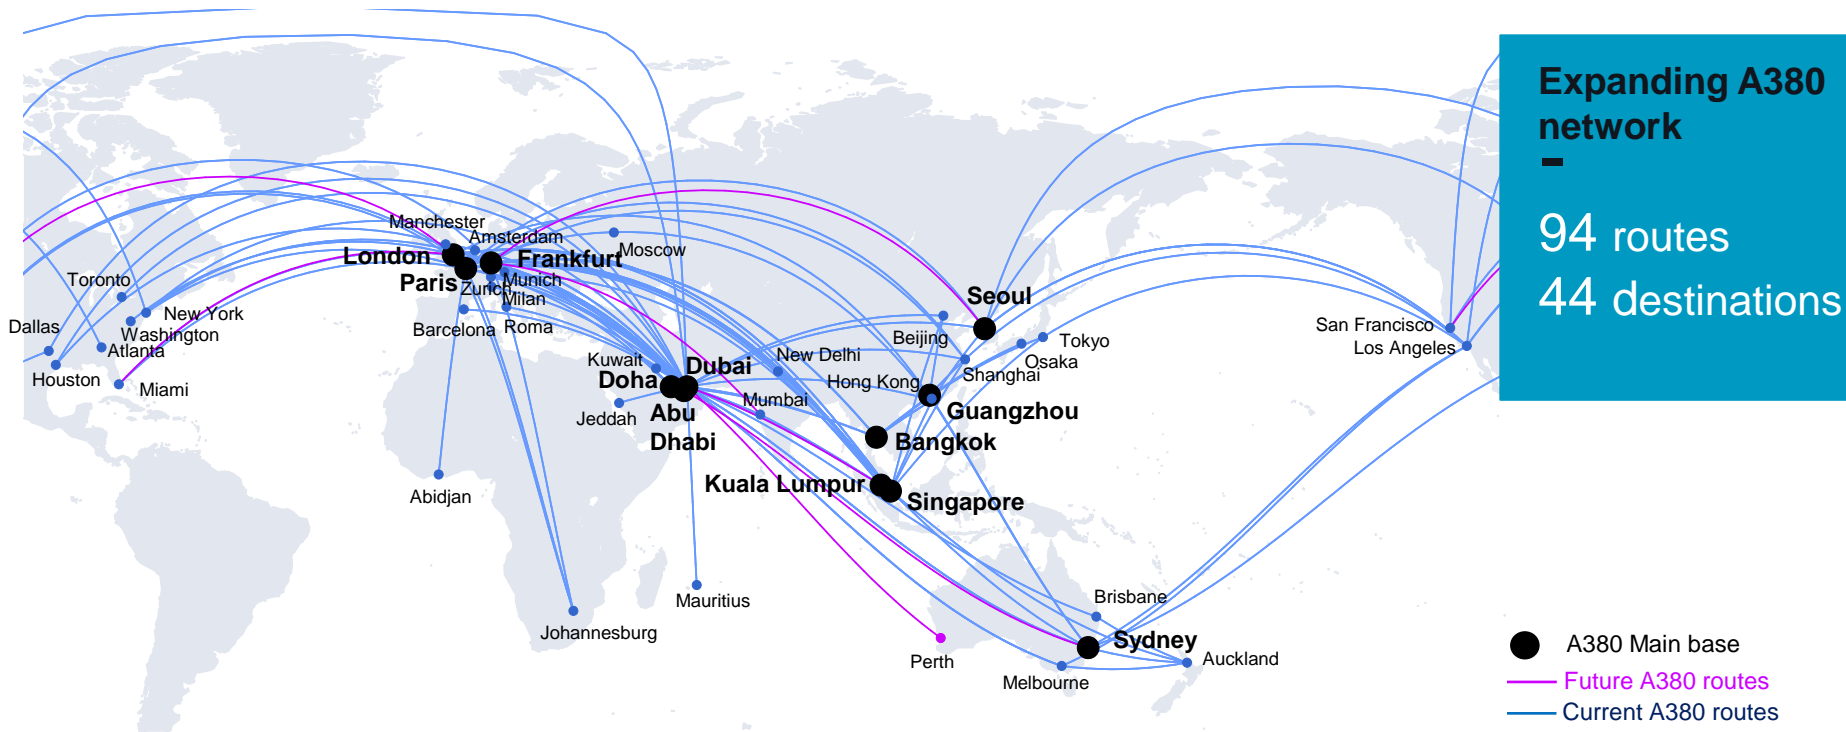 Expanding A380
network
94 routes
44 destinations
Manchester
Amsterdam
Moscow
London
Frankfurt
Paris
Zurich
Munich
Milan
Toronto
New York
Washington
Dallas
Atlanta
Houston
Miami
Barcelona
Roma
Seoul
Beijing
Tokyo
Osaka
Shanghai
San Francisco
Los Angeles
Kuwait
Dubai
New Delhi
Doha
Hong Kong
Jeddah
Abu
Dhabi
Mumbai
Guangzhou
Bangkok
Kuala Lumpur
Singapore
Abidjan
Mauritius
Johannesburg
Brisbane
Sydney
Perth
Melbourne
Auckland
A380 Main base
Future A380 routes
Current A380 routes